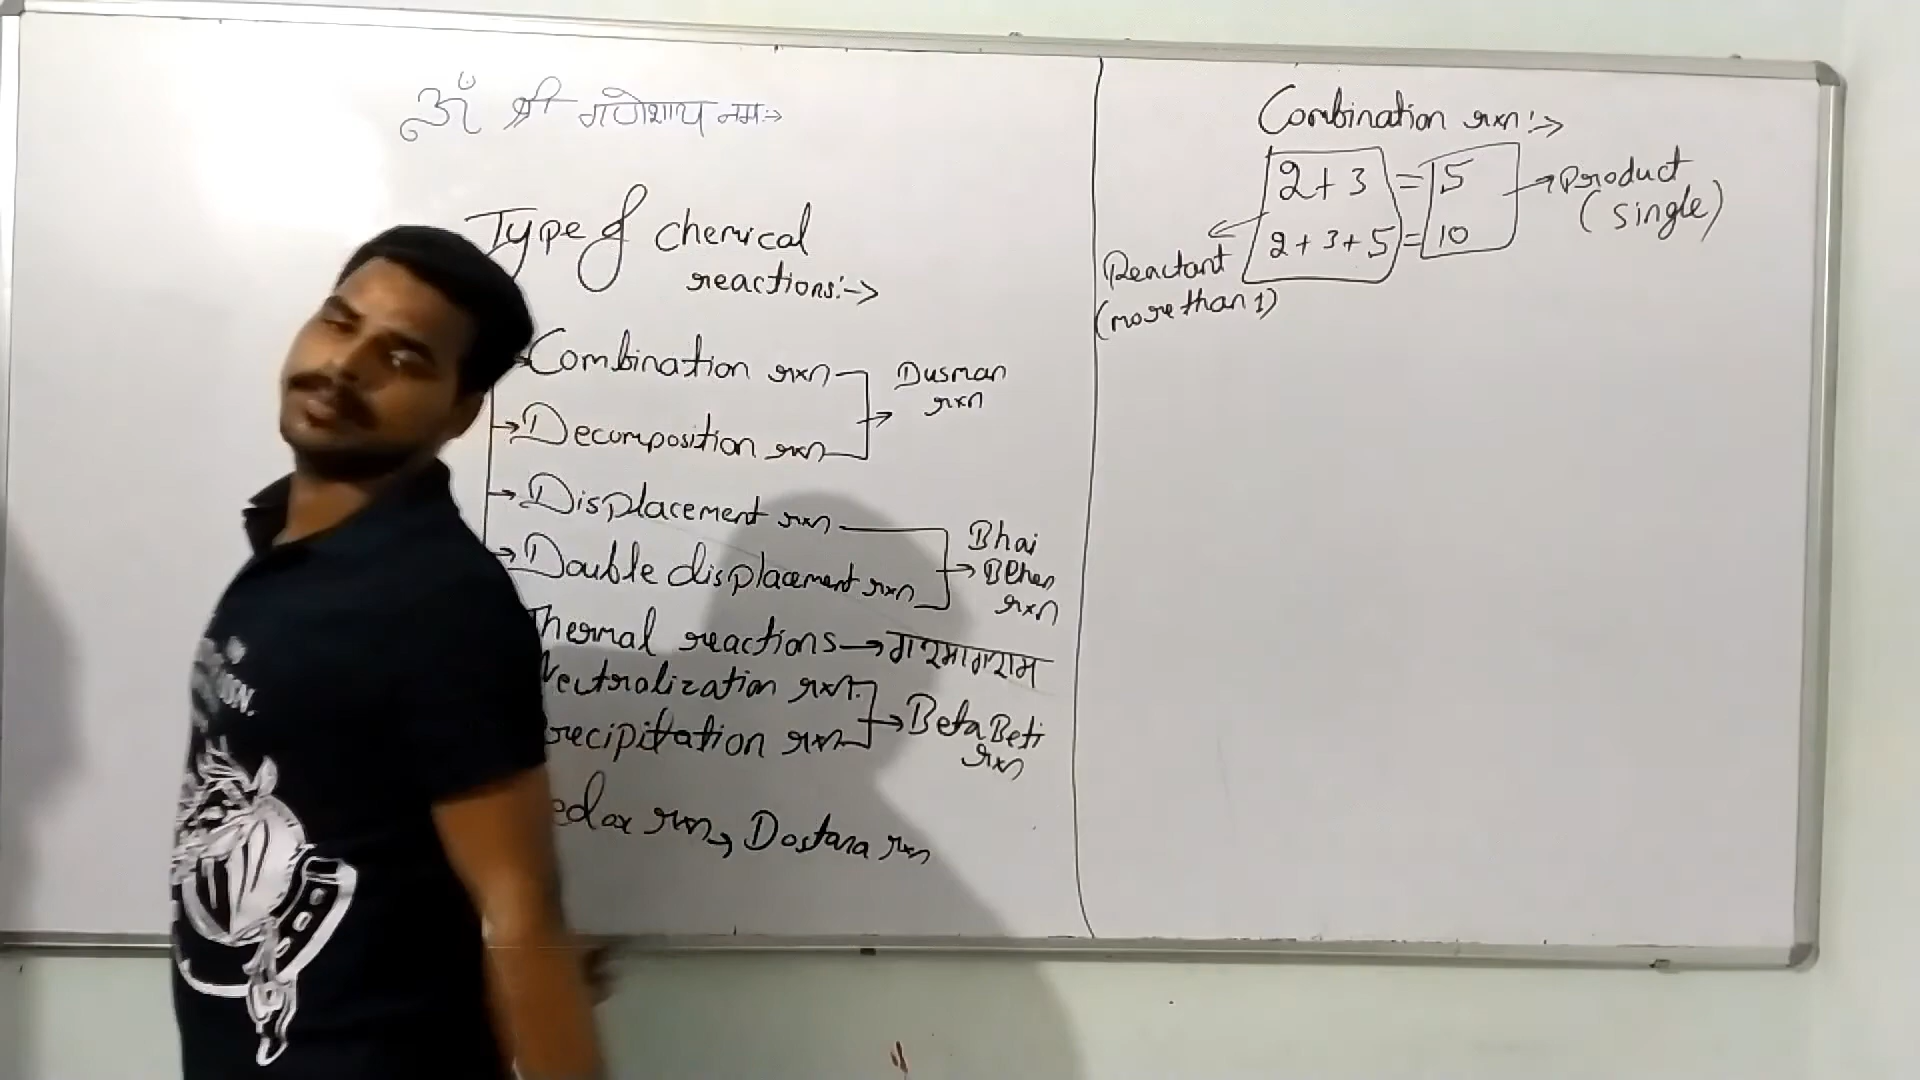 ॐ श्री गणेशाय नमः→
Type of chemical
reactions:→
Combination rxn
Decomposition rxn
Dusman
rxn
Displacement rxn
Double displacement rxn
Bhai
Behen
rxn
Thermal reactions→गरमागराम
Neutralization rxn
Precipitation rxn
Beta Beti
rxn
Redox rxn→ Dostana rxn
Combination rxn:→
2+3 = 5
2+3+5 = 10
→Product
(single)
Reactant
(more than 1)